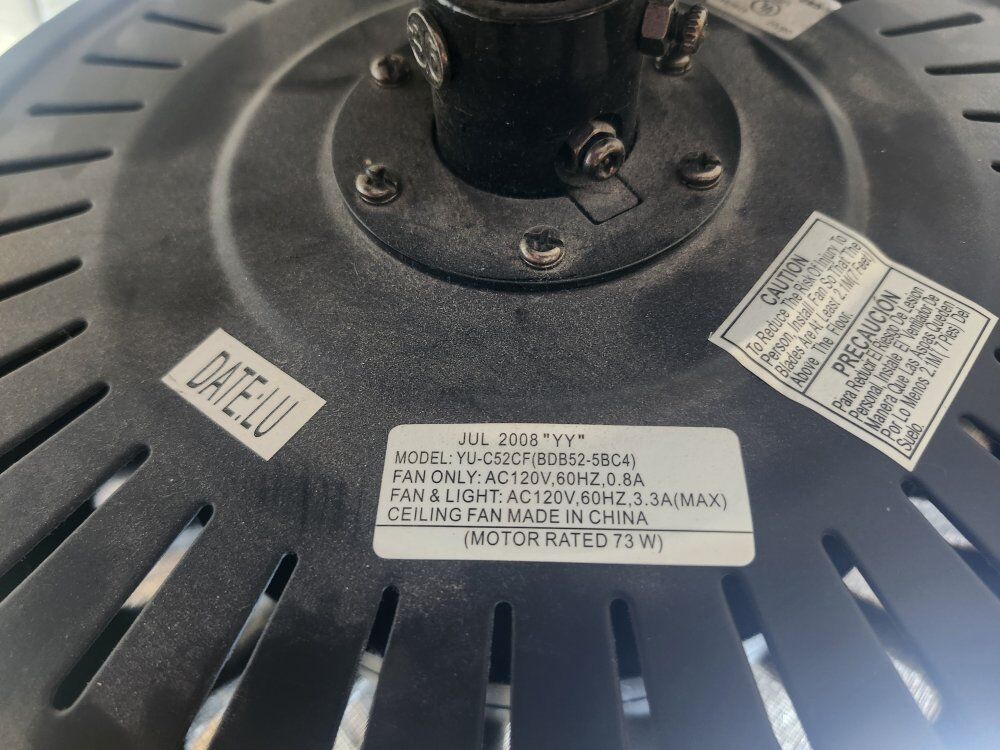 CAUTION
To Reduce The Risk Of Injury To
Person, Install Fan So That The
Blades Are At Least 2.1M(7 Feet)
Above The Floor.
PRECAUCIÓN
Para Reducir El Riesgo De Lesion
Personal, Instale El Ventilador De
Manera Que Las Aspas Queden
Por Lo Menos 2.1M(7 Pies) Del
Suelo.
DATE:LU
JUL 2008 "YY"
MODEL: YU-C52CF(BDB52-5BC4)
FAN ONLY: AC120V,60HZ,0.8A
FAN & LIGHT: AC120V,60HZ,3.3A(MAX)
CEILING FAN MADE IN CHINA
(MOTOR RATED 73 W)